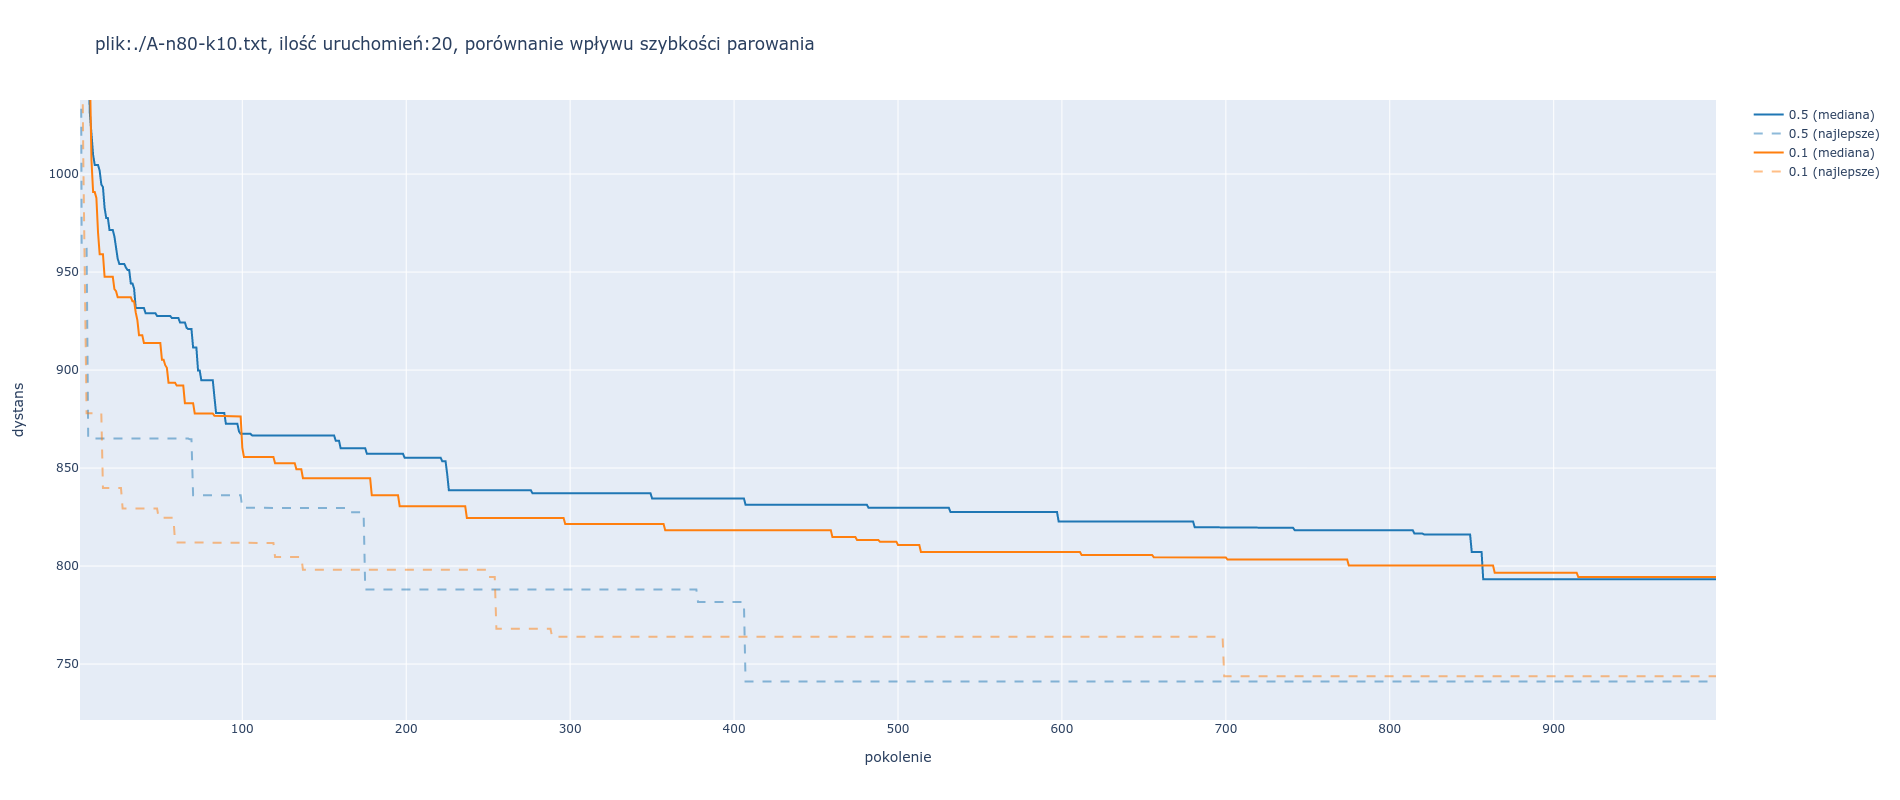 plik:./A-n80-k10.txt, ilość uruchomień:20, porównanie wpływu szybkości parowania
0.5 (mediana)
0.5 (najlepsze)
0.1 (mediana)
0.1 (najlepsze)
dystans
1000
950
900
850
800
750
100
200
300
400
500
600
700
800
900
pokolenie